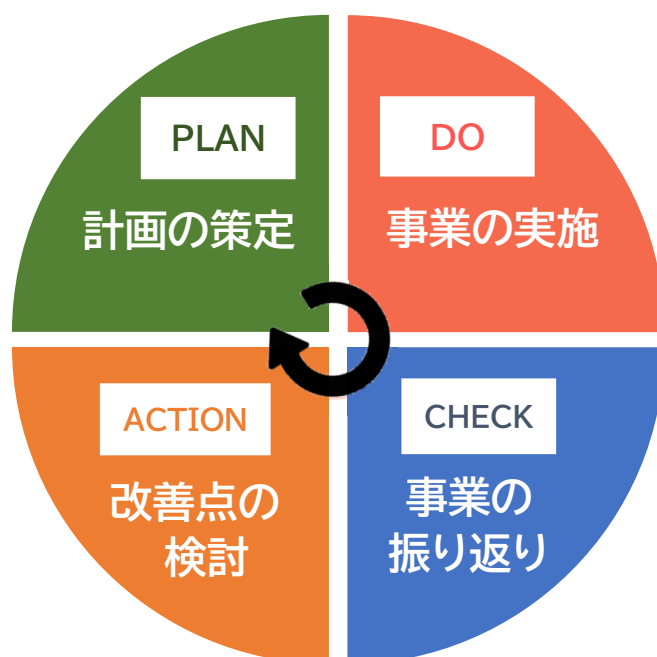 PLAN
計画の策定
DO
事業の実施
CHECK
事業の
振り返り
ACTION
改善点の
検討